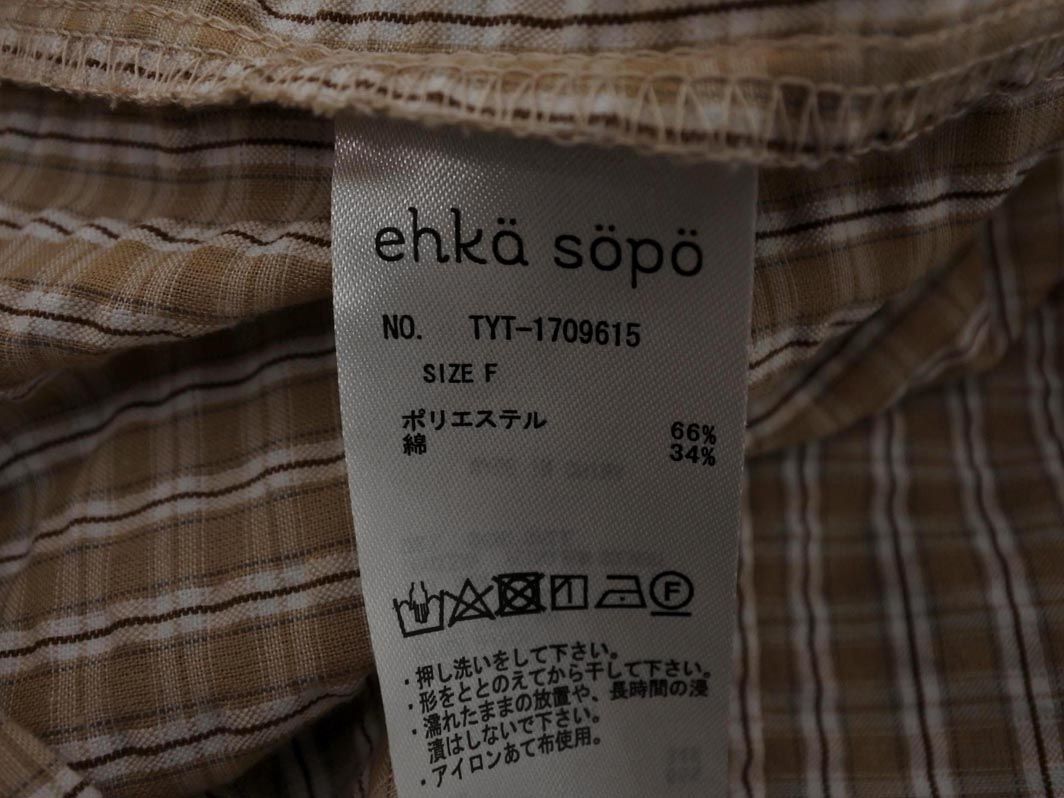 ehkä söpö
NO. TYT-1709615
SIZE F
ポリエステル 66%
綿 34%
F
・押し洗いをして下さい。
・形をととのえてから干して下さい。
・濡れたままの放置や、長時間の浸
漬はしないで下さい。
・アイロンあて布使用。